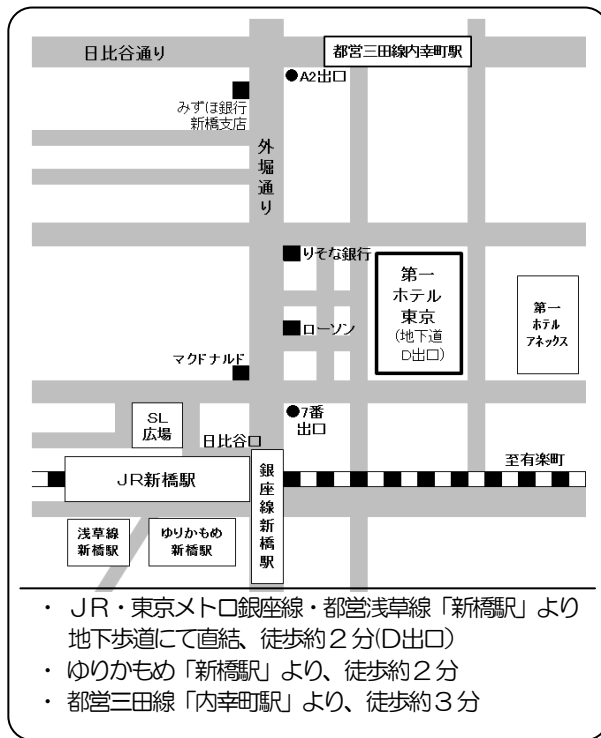 日比谷通り
都営三田線内幸町駅
●A2出口
みずほ銀行
新橋支店
外堀通り
りそな銀行
第一
ホテル
東京
(地下道
D出口)
第一
ホテル
アネックス
ローソン
マクドナルド
●7番
出口
SL
広場
日比谷口
至有楽町
JR新橋駅
銀座線新橋駅
浅草線
新橋駅
ゆりかもめ
新橋駅
・ JR・東京メトロ銀座線・都営浅草線「新橋駅」より
地下歩道にて直結、徒歩約2分(D出口)
・ ゆりかもめ「新橋駅」より、徒歩約2分
・ 都営三田線「内幸町駅」より、徒歩約3分